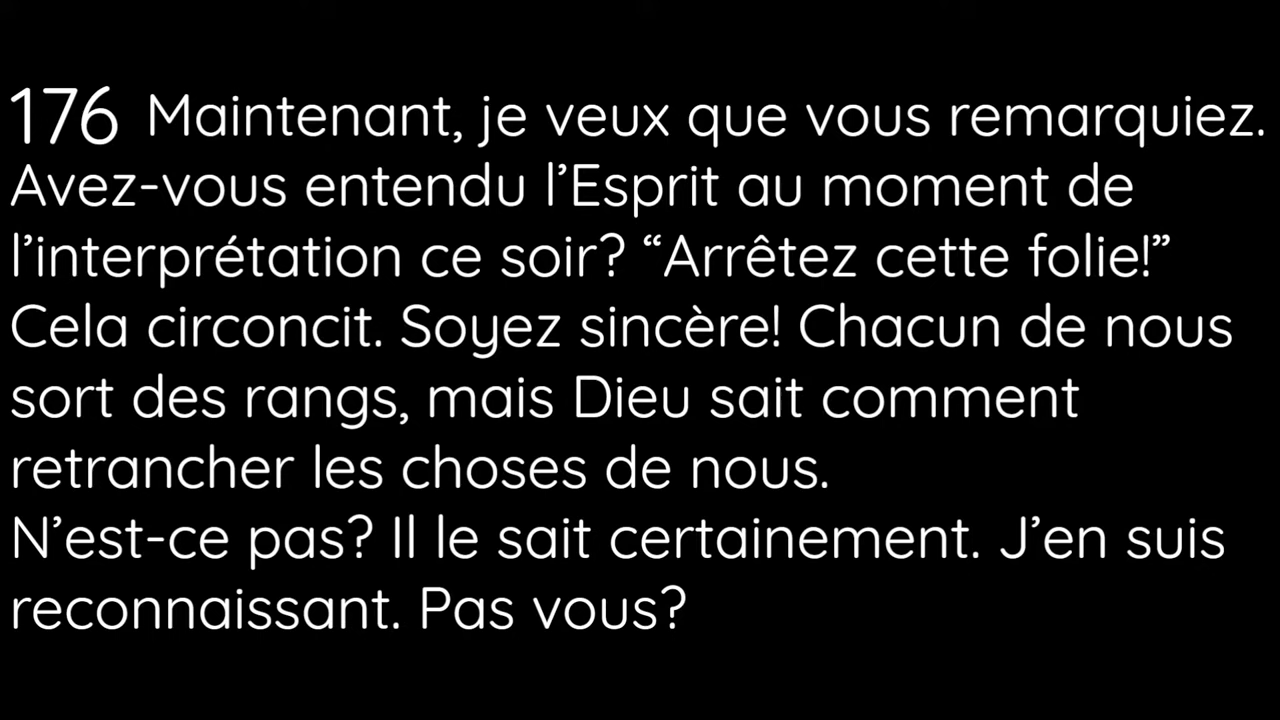 176 Maintenant, je veux que vous remarquiez.
Avez-vous entendu l’Esprit au moment de
l’interprétation ce soir? “Arrêtez cette folie!”
Cela circoncit. Soyez sincère! Chacun de nous
sort des rangs, mais Dieu sait comment
retrancher les choses de nous.
N’est-ce pas? Il le sait certainement. J’en suis
reconnaissant. Pas vous?